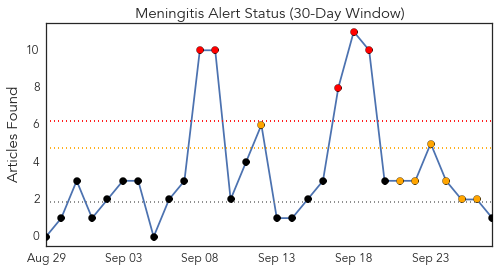 Meningitis Alert Status (30-Day Window)
Articles Found
10
8
6
4
2
0
Aug 29 Sep 03 Sep 08 Sep 13 Sep 18 Sep 23